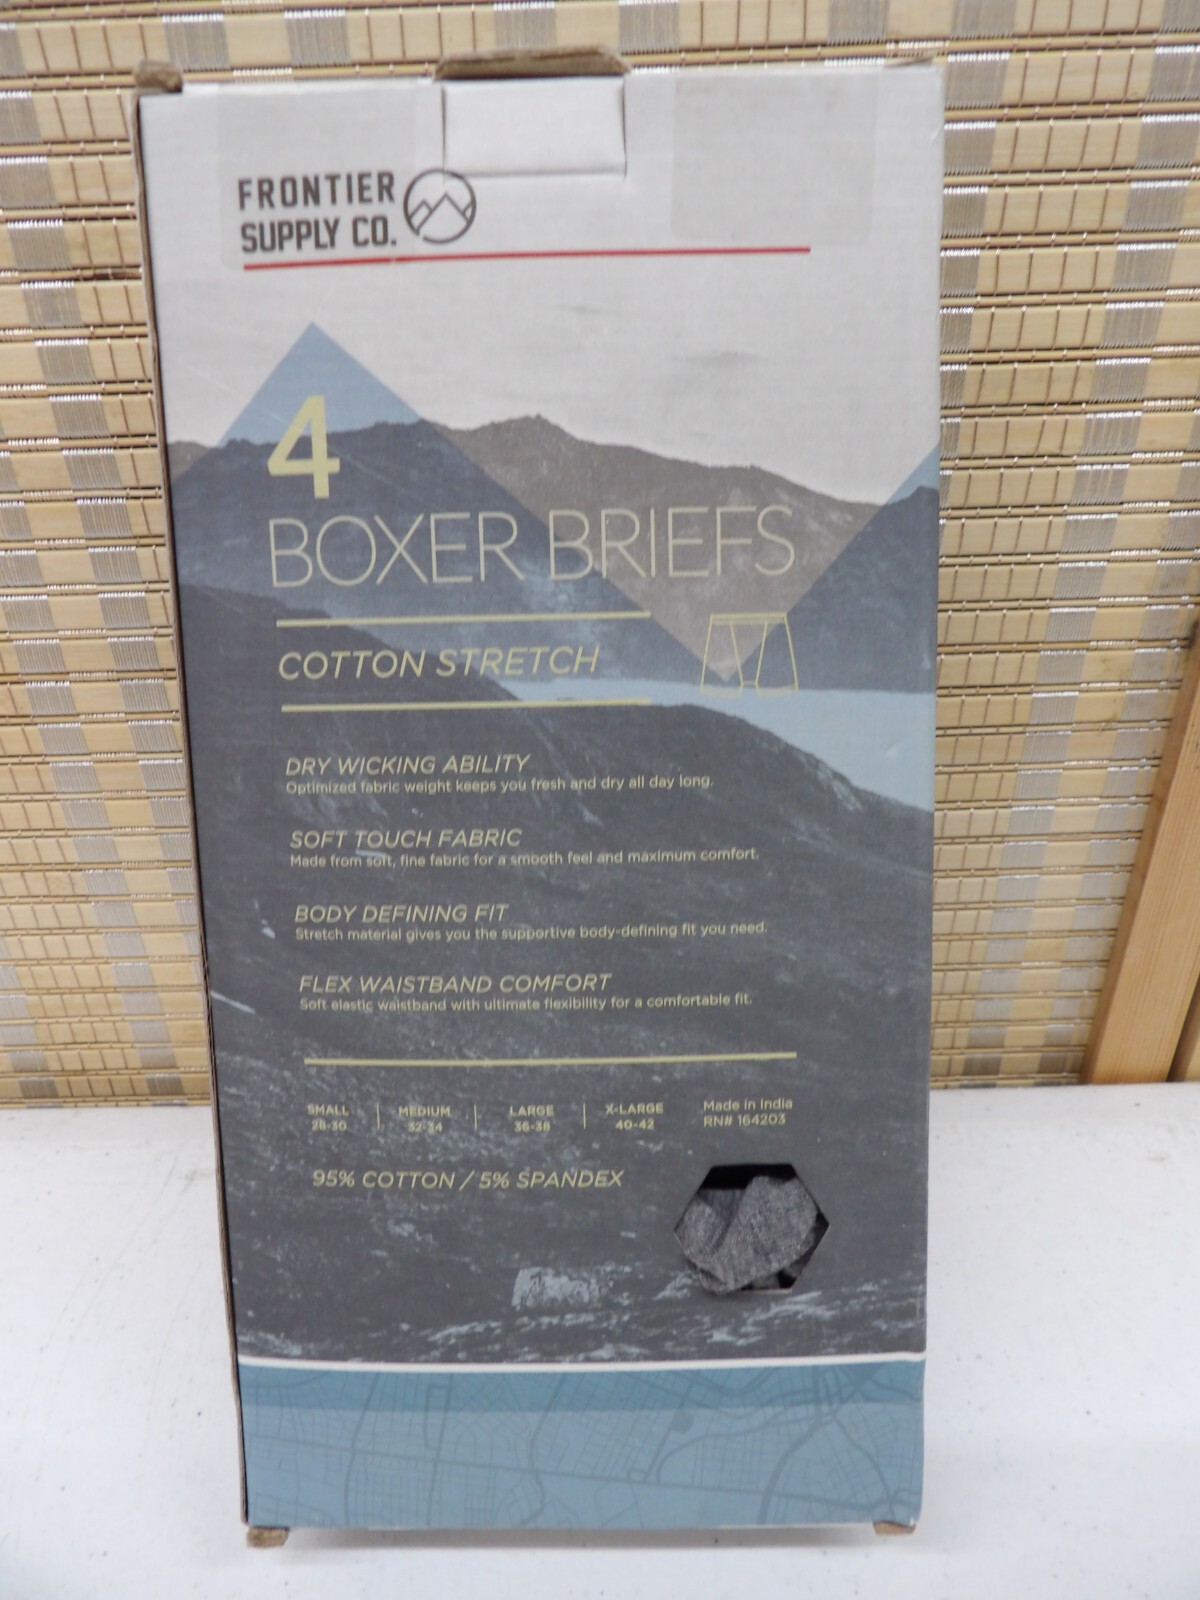 FRONTIER
SUPPLY CO.
4
BOXER BRIEFS
COTTON STRETCH
DRY WICKING ABILITY
Optimized fabric weight keeps you fresh and dry all day long.
SOFT TOUCH FABRIC
Made from soft, fine fabric for a smooth feel and maximum comfort.
BODY DEFINING FIT
Stretch material gives you the supportive body-defining fit you need.
FLEX WAISTBAND COMFORT
Soft elastic waistband with ultimate flexibility for a comfortable fit.
SMALL | MEDIUM | LARGE | X-LARGE Made in India
28-30 32-34 36-38 40-42 RN# 164203
95% COTTON / 5% SPANDEX